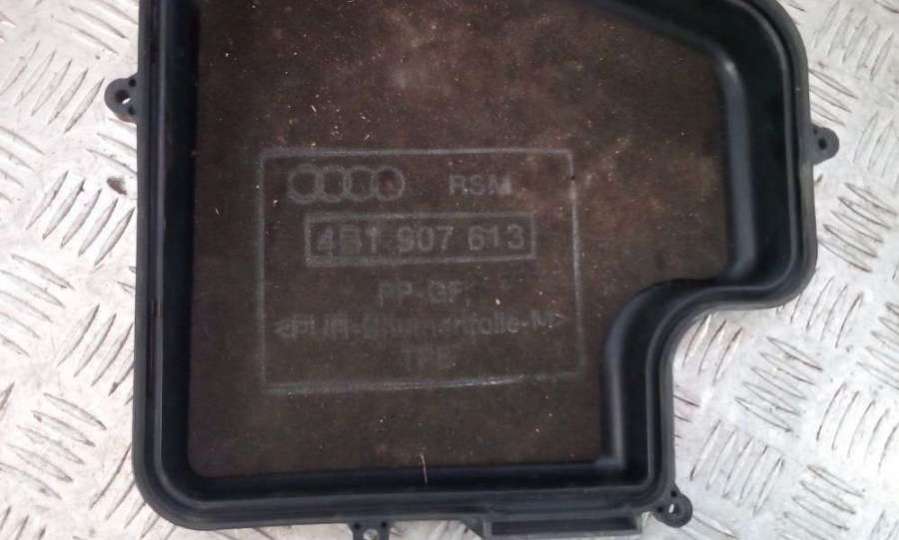 RSM
4B1 907 613
PP-GF
TPE